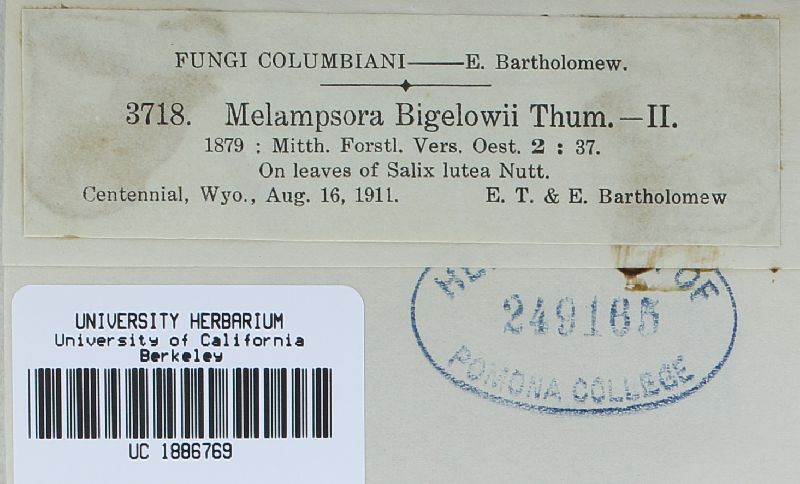 FUNGI COLUMBIANI——E. Bartholomew.
3718. Melampsora Bigelowii Thum.—II.
1879 : Mitth. Forstl. Vers. Oest. 2 : 37.
On leaves of Salix lutea Nutt.
Centennial, Wyo., Aug. 16, 1911. E. T. & E. Bartholomew
OF
249165
POMONA COLLEGE
UNIVERSITY HERBARIUM
University of California
Berkeley
UC 1886769